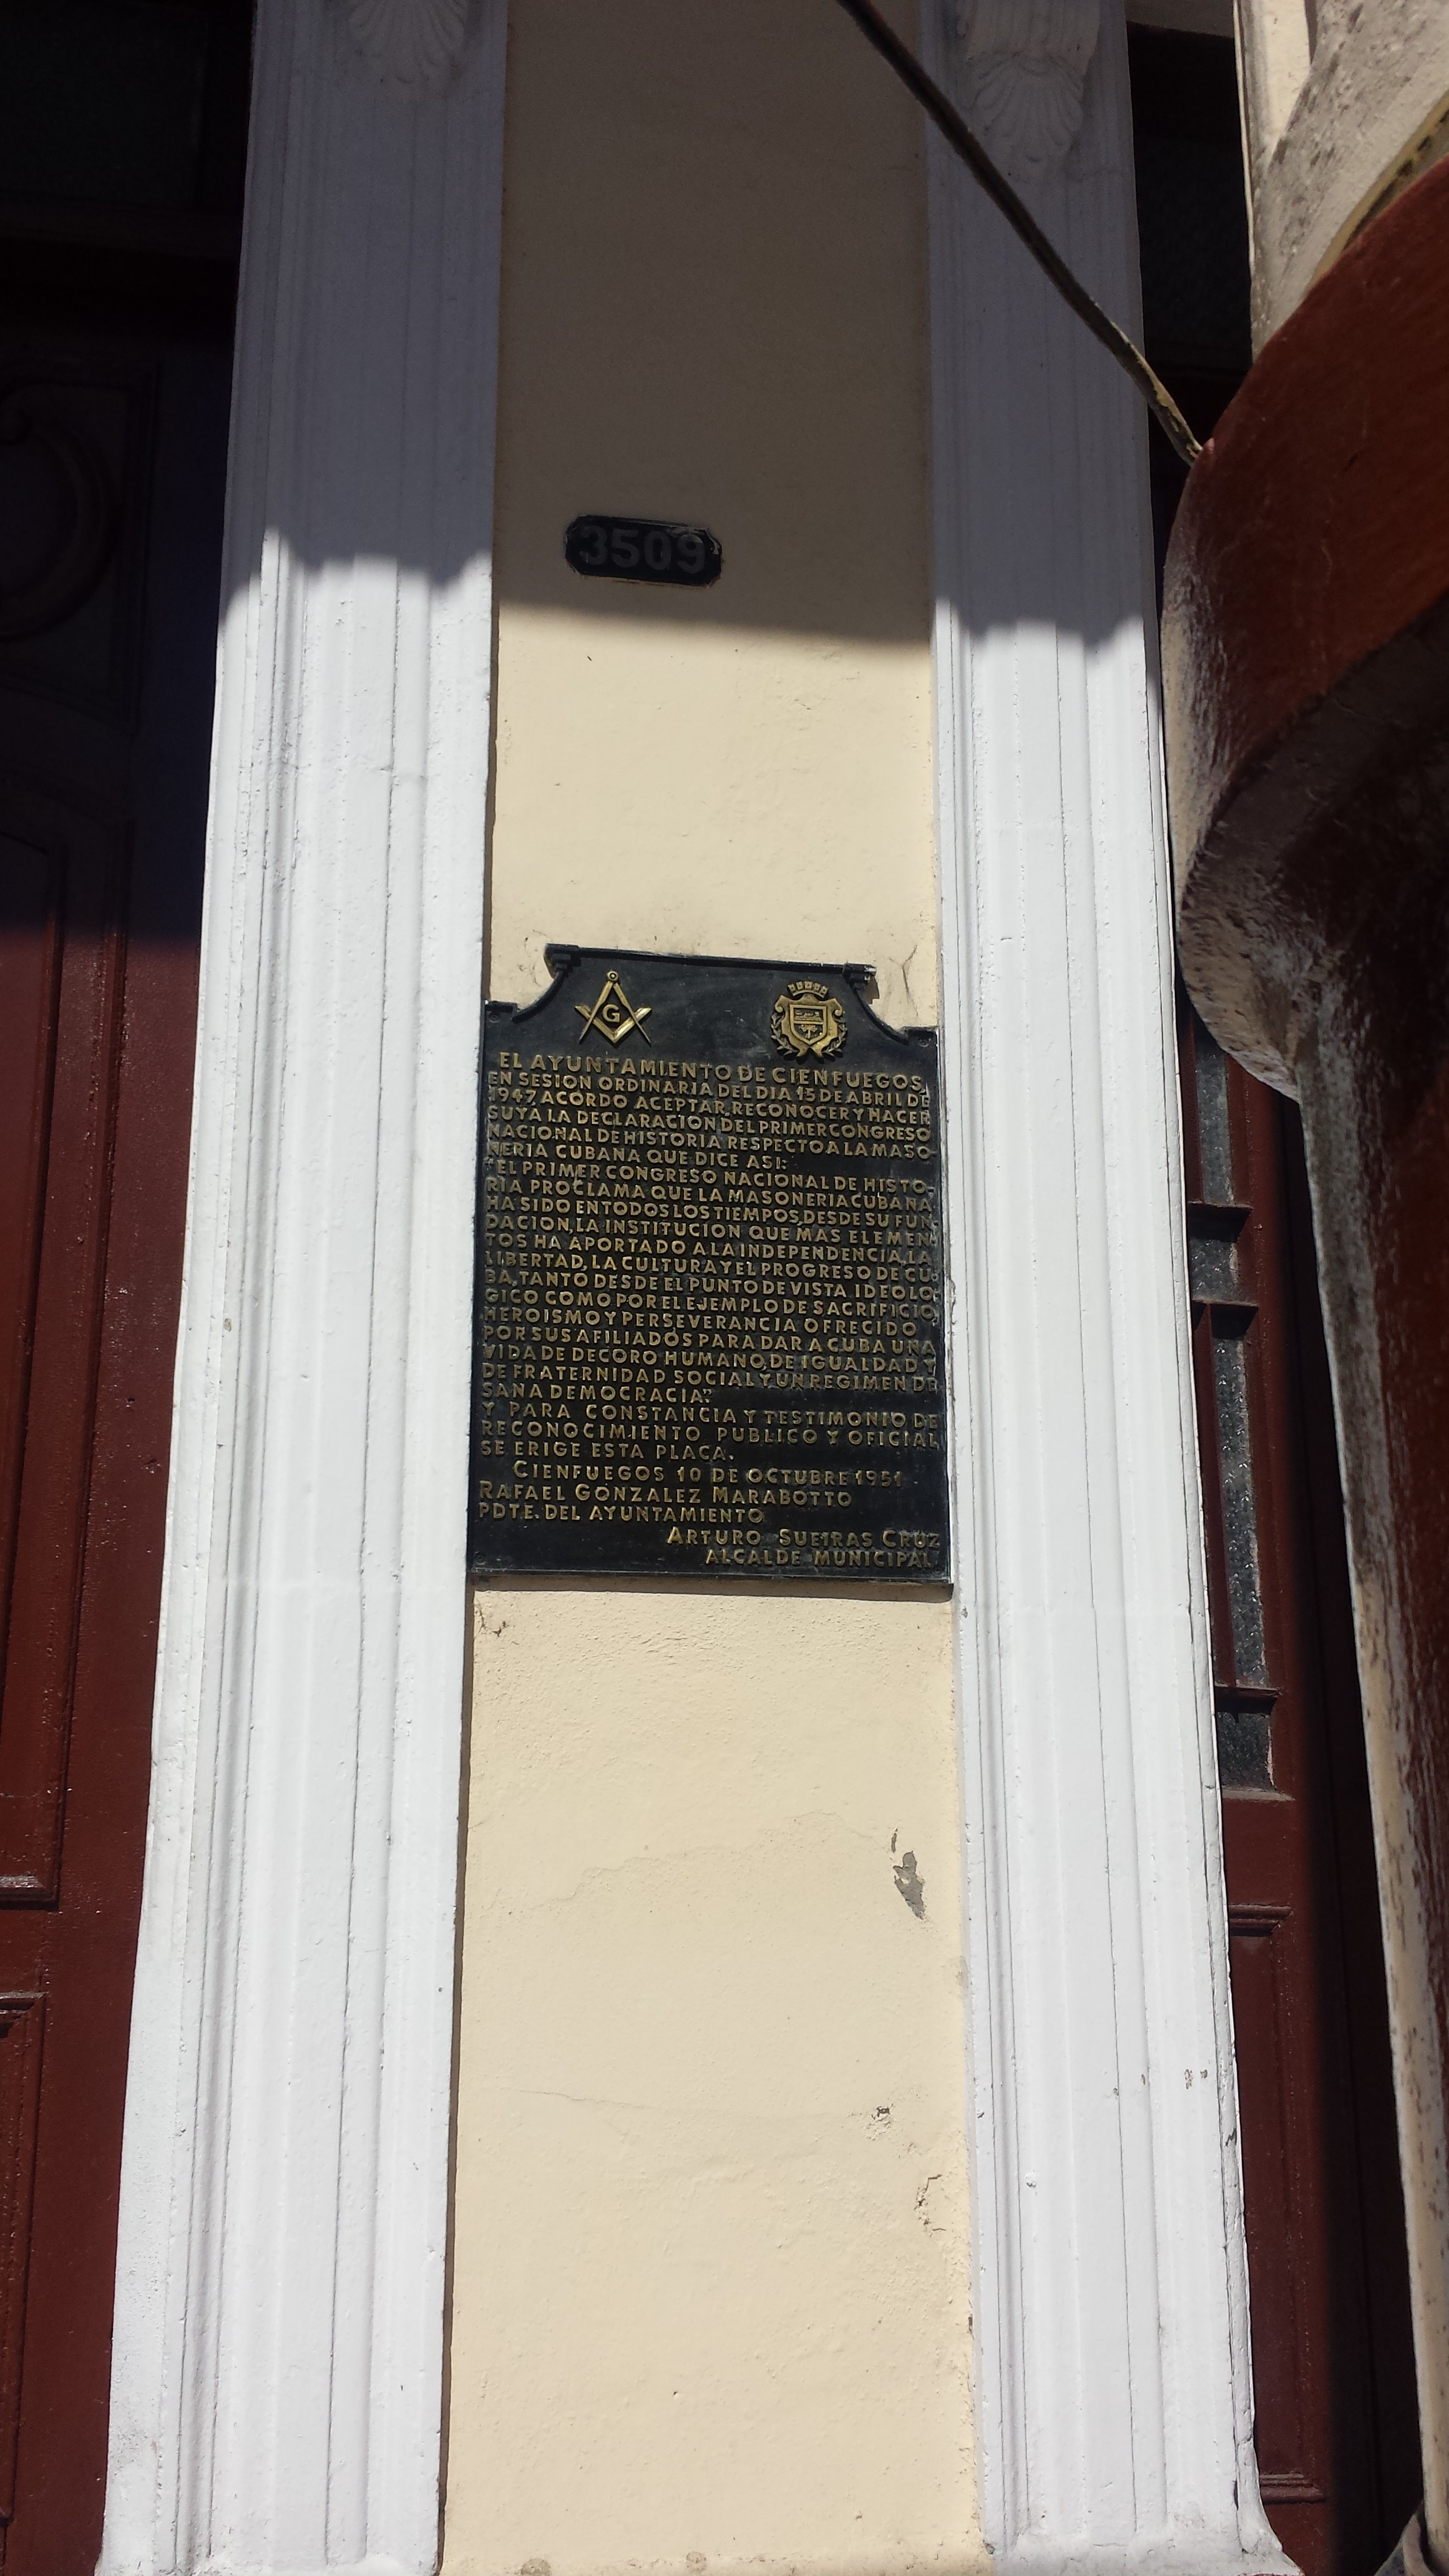 3509
G
EL AYUNTAMIENTO DE CIENFUEGOS,
EN SESION ORDINARIA DEL DIA 15 DE ABRIL DE
1947 ACORDO ACEPTAR, RECONOCER Y HACER
SUYA LA DECLARACION DEL PRIMER CONGRESO
NACIONAL DE HISTORIA RESPECTO A LA MASO-
NERIA CUBANA QUE DICE ASI:
"EL PRIMER CONGRESO NACIONAL DE HISTO-
RIA PROCLAMA QUE LA MASONERIA CUBANA
HA SIDO EN TODOS LOS TIEMPOS, DESDE SU FUN-
DACION, LA INSTITUCION QUE MAS ELEMEN-
TOS HA APORTADO A LA INDEPENDENCIA, LA
LIBERTAD, LA CULTURA Y EL PROGRESO DE CU-
BA, TANTO DESDE EL PUNTO DE VISTA IDEOLO-
GICO COMO POR EL EJEMPLO DE SACRIFICIO,
HEROISMO Y PERSEVERANCIA OFRECIDO
POR SUS AFILIADOS PARA DAR A CUBA UNA
VIDA DE DECORO HUMANO, DE IGUALDAD Y
DE FRATERNIDAD SOCIAL Y UN REGIMEN DE
SANA DEMOCRACIA".
Y PARA CONSTANCIA Y TESTIMONIO DE
RECONOCIMIENTO PUBLICO Y OFICIAL
SE ERIGE ESTA PLACA.
CIENFUEGOS 10 DE OCTUBRE 1951
RAFAEL GONZALEZ MARABOTTO
PDTE. DEL AYUNTAMIENTO
ARTURO SUEIRAS CRUZ
ALCALDE MUNICIPAL